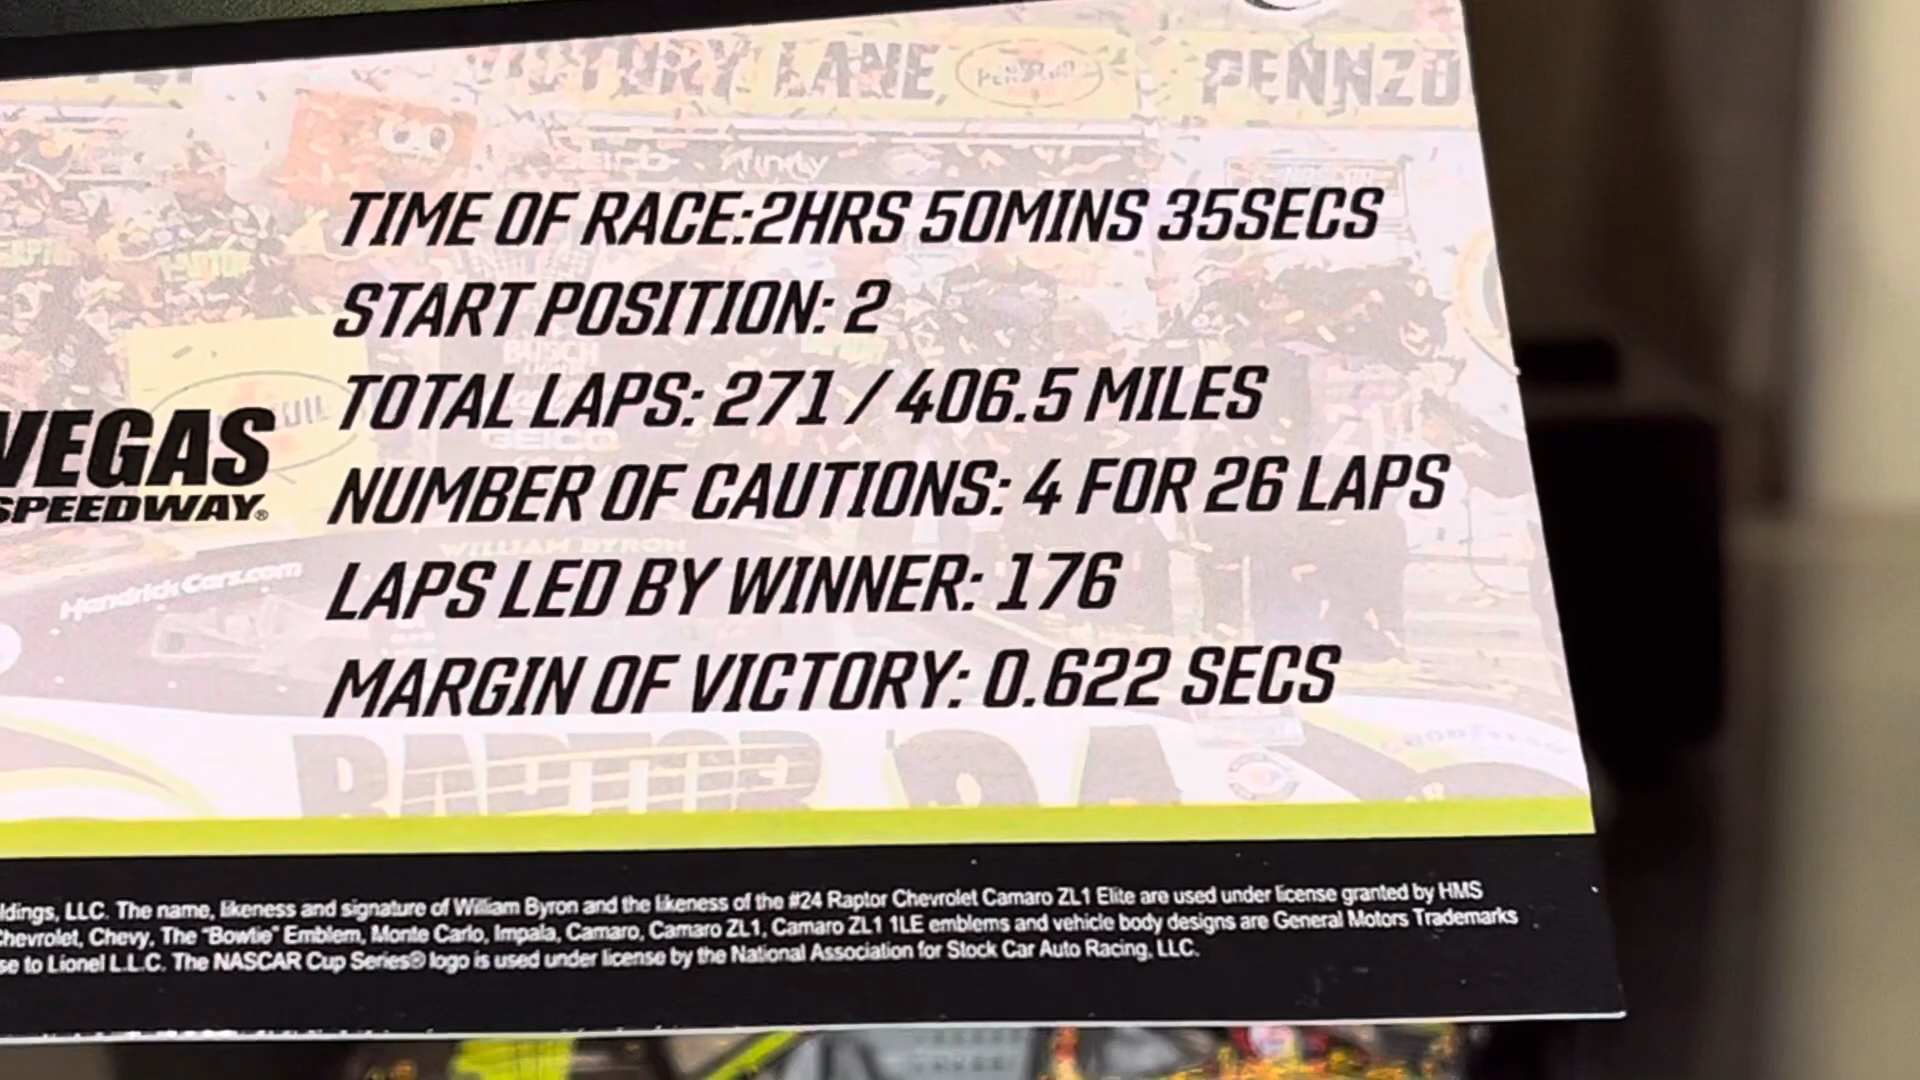 VICTORY LANE
PENNZO
Xfinity
TIME OF RACE:2HRS 50MINS 35SECS
START POSITION: 2
TOTAL LAPS: 271 / 406.5 MILES
GEICO
VEGAS
SPEEDWAY®
NUMBER OF CAUTIONS: 4 FOR 26 LAPS
WILLIAM BYRON
HendrickCars.com
LAPS LED BY WINNER: 176
MARGIN OF VICTORY: 0.622 SECS
RAPTOR 24
ldings, LLC. The name, likeness and signature of William Byron and the likeness of the #24 Raptor Chevrolet Camaro ZL1 Elite are used under license granted by HMS
Chevrolet, Chevy, The "Bowtie" Emblem, Monte Carlo, Impala, Camaro, Camaro ZL1, Camaro ZL1 1LE emblems and vehicle body designs are General Motors Trademarks
se to Lionel L.L.C. The NASCAR Cup Series® logo is used under license by the National Association for Stock Car Auto Racing, LLC.